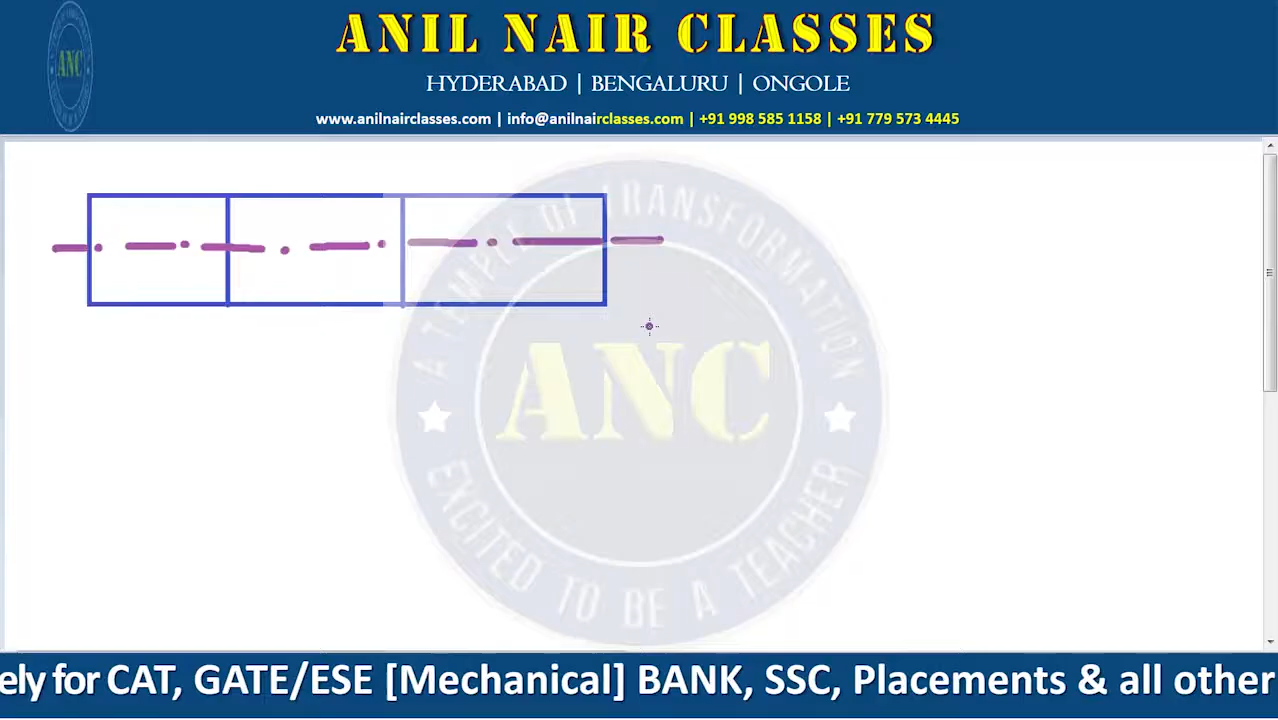 ANIL NAIR CLASSES
ANC
HYDERABAD | BENGALURU | ONGOLE
www.anilnairclasses.com | info@anilnairclasses.com | +91 998 585 1158 | +91 779 573 4445
A TEMPLE OF TRANSFORMATION
ANC
EXCITED TO BE A TEACHER
ely for CAT, GATE/ESE [Mechanical] BANK, SSC, Placements & all other